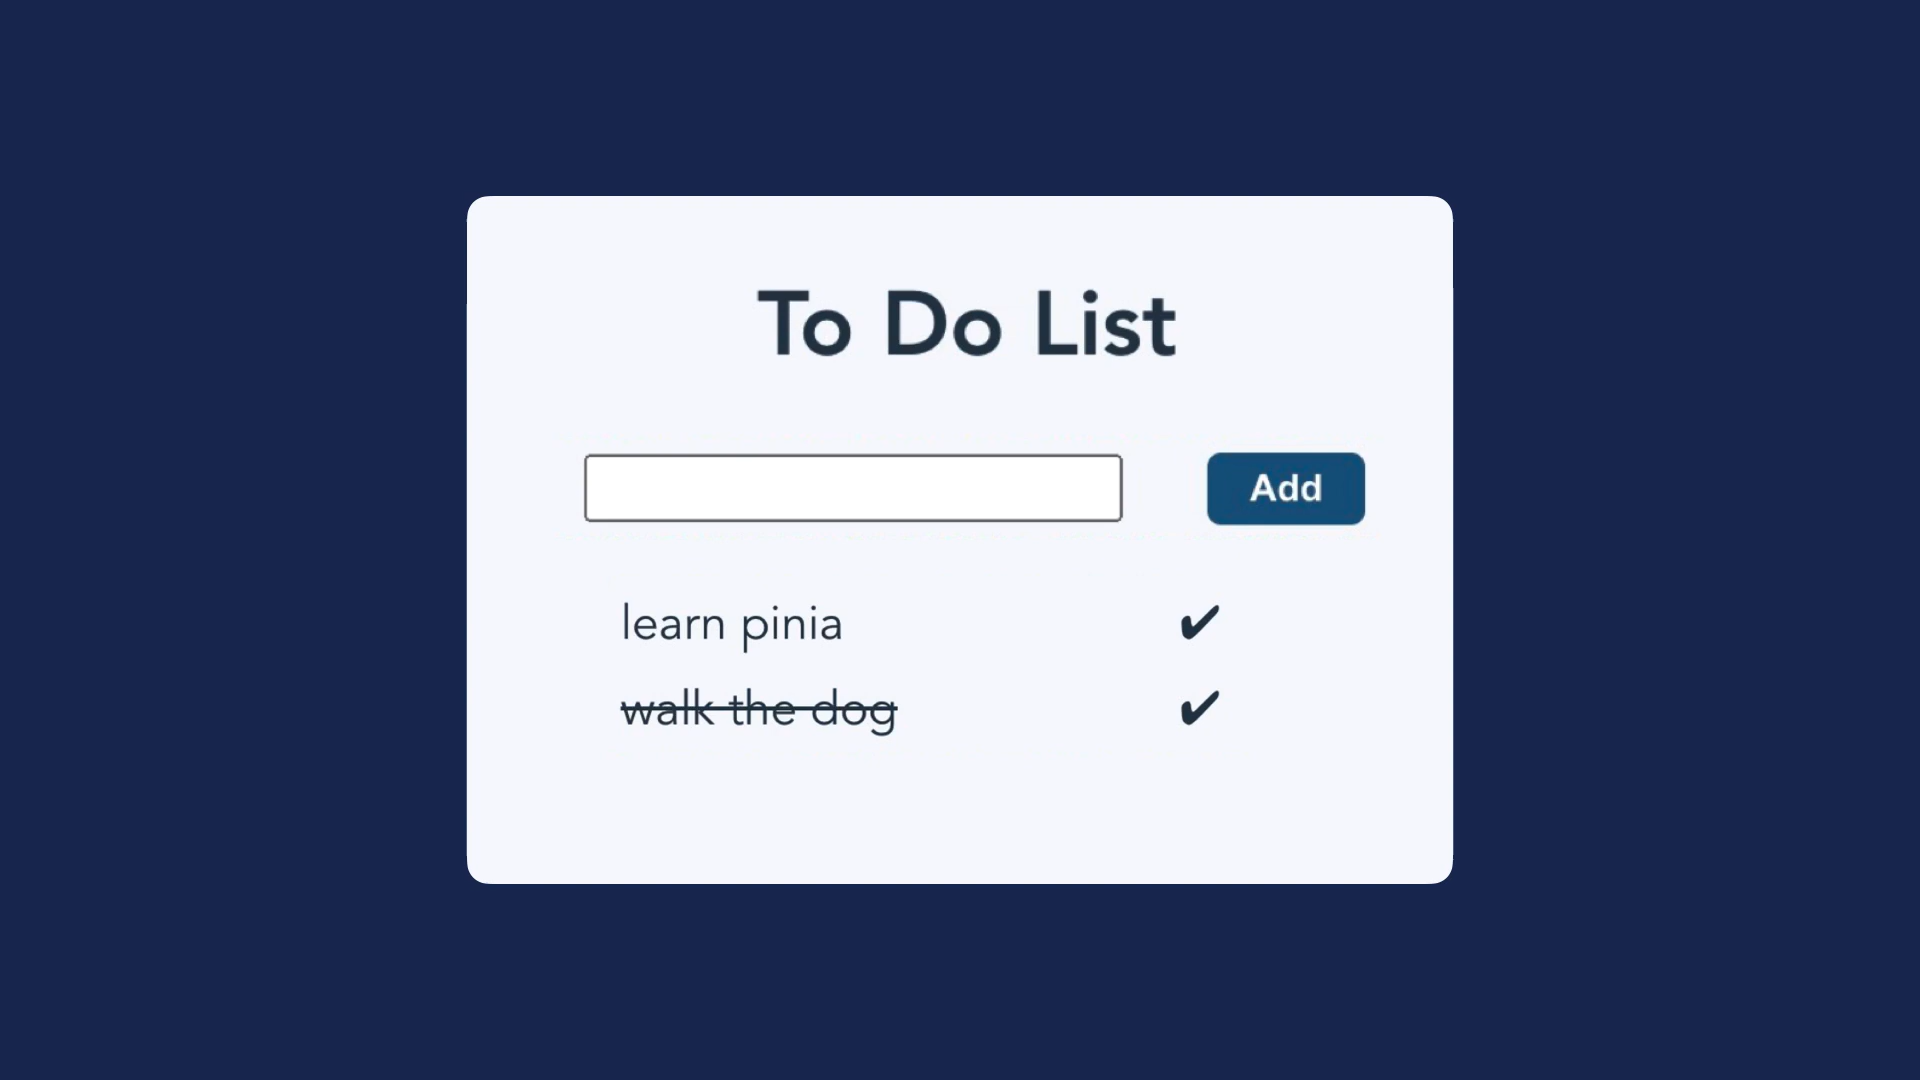 To Do List
Add
learn pinia ✔
walk the dog ✔